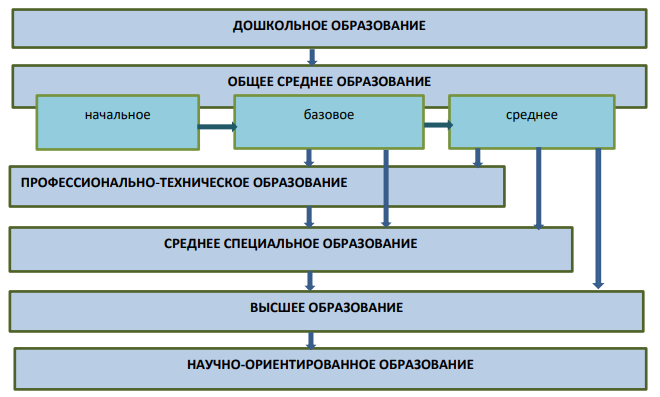 ДОШКОЛЬНОЕ ОБРАЗОВАНИЕ
ОБЩЕЕ СРЕДНЕЕ ОБРАЗОВАНИЕ
начальное
базовое
среднее
ПРОФЕССИОНАЛЬНО-ТЕХНИЧЕСКОЕ ОБРАЗОВАНИЕ
СРЕДНЕЕ СПЕЦИАЛЬНОЕ ОБРАЗОВАНИЕ
ВЫСШЕЕ ОБРАЗОВАНИЕ
НАУЧНО-ОРИЕНТИРОВАННОЕ ОБРАЗОВАНИЕ